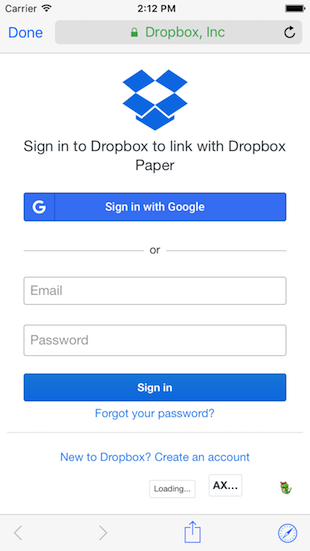 Carrier 2:12 PM
Done Dropbox, Inc
Sign in to Dropbox to link with Dropbox
Paper
G Sign in with Google
or
Email
Password
Sign in
Forgot your password?
New to Dropbox? Create an account
Loading... AX...